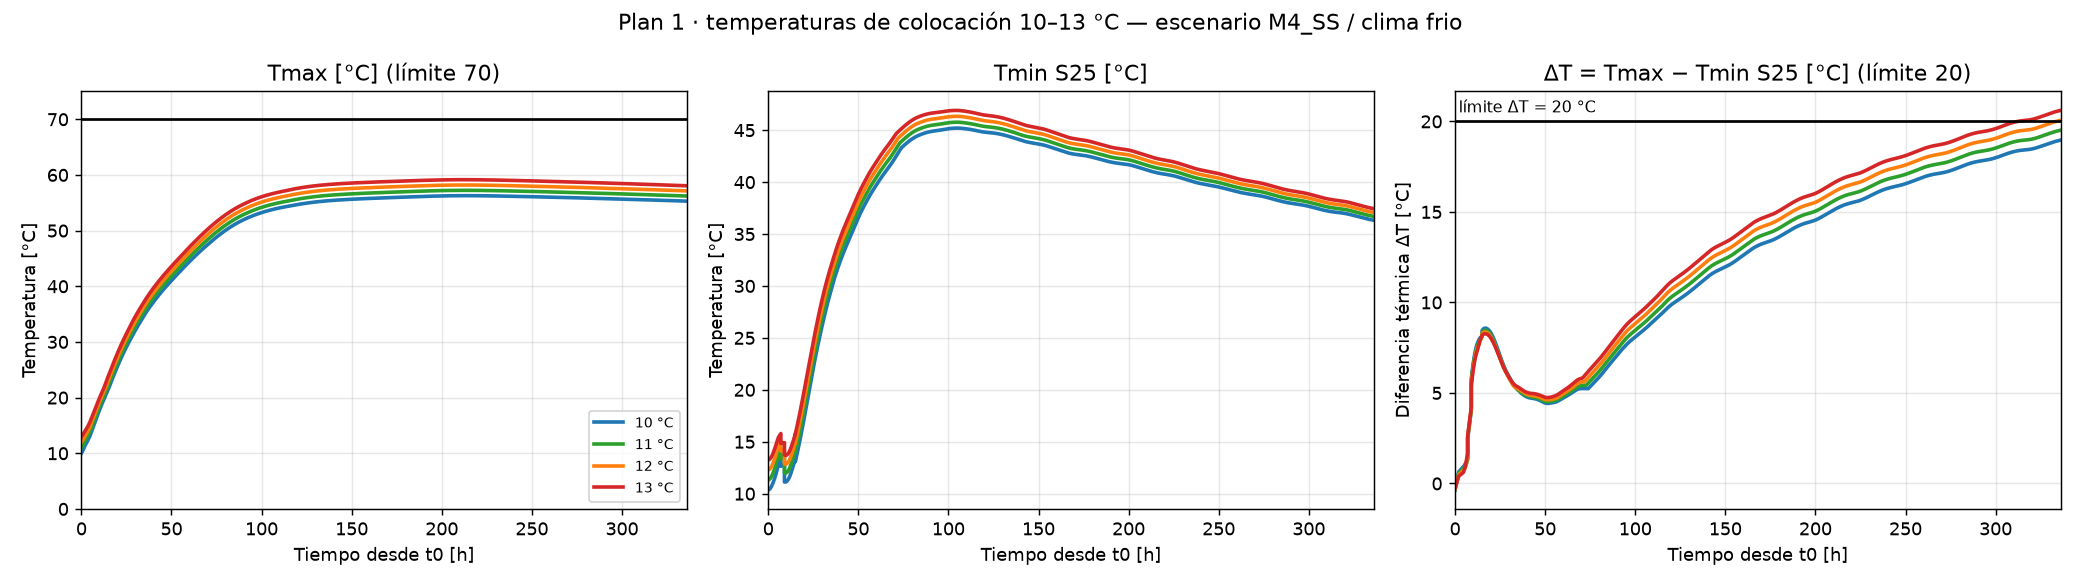 Plan 1 · temperaturas de colocación 10–13 °C — escenario M4_SS / clima frio
Tmax [°C] (límite 70)
Temperatura [°C]
70
60
50
40
30
20
10
0
0 50 100 150 200 250 300
Tiempo desde t0 [h]
10 °C
11 °C
12 °C
13 °C
Tmin S25 [°C]
Temperatura [°C]
45
40
35
30
25
20
15
10
0 50 100 150 200 250 300
Tiempo desde t0 [h]
ΔT = Tmax − Tmin S25 [°C] (límite 20)
límite ΔT = 20 °C
Diferencia térmica ΔT [°C]
20
15
10
5
0
0 50 100 150 200 250 300
Tiempo desde t0 [h]